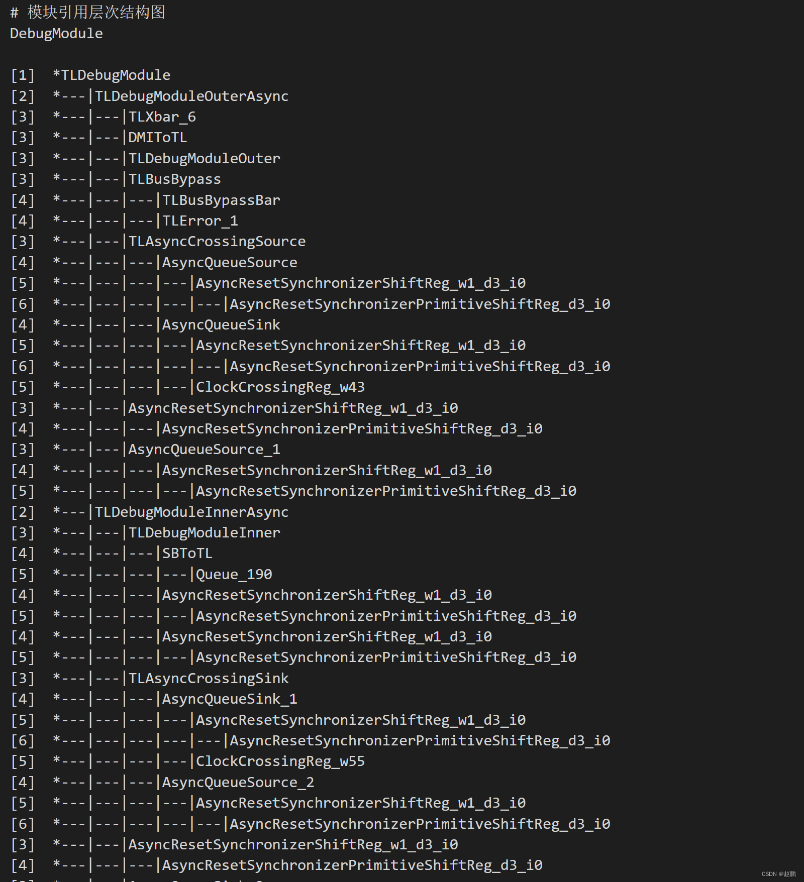 # 模块引用层次结构图
DebugModule
[1]  *TLDebugModule
[2]  *---|TLDebugModuleOuterAsync
[3]  *---|---|TLXbar_6
[3]  *---|---|DMIToTL
[3]  *---|---|TLDebugModuleOuter
[3]  *---|---|TLBusBypass
[4]  *---|---|---|TLBusBypassBar
[4]  *---|---|---|TLError_1
[3]  *---|---|TLAsyncCrossingSource
[4]  *---|---|---|AsyncQueueSource
[5]  *---|---|---|---|AsyncResetSynchronizerShiftReg_w1_d3_i0
[6]  *---|---|---|---|---|AsyncResetSynchronizerPrimitiveShiftReg_d3_i0
[4]  *---|---|---|AsyncQueueSink
[5]  *---|---|---|---|AsyncResetSynchronizerShiftReg_w1_d3_i0
[6]  *---|---|---|---|---|AsyncResetSynchronizerPrimitiveShiftReg_d3_i0
[5]  *---|---|---|---|ClockCrossingReg_w43
[3]  *---|---|AsyncResetSynchronizerShiftReg_w1_d3_i0
[4]  *---|---|---|AsyncResetSynchronizerPrimitiveShiftReg_d3_i0
[3]  *---|---|AsyncQueueSource_1
[4]  *---|---|---|AsyncResetSynchronizerShiftReg_w1_d3_i0
[5]  *---|---|---|---|AsyncResetSynchronizerPrimitiveShiftReg_d3_i0
[2]  *---|TLDebugModuleInnerAsync
[3]  *---|---|TLDebugModuleInner
[4]  *---|---|---|SBToTL
[5]  *---|---|---|---|Queue_190
[4]  *---|---|---|AsyncResetSynchronizerShiftReg_w1_d3_i0
[5]  *---|---|---|---|AsyncResetSynchronizerPrimitiveShiftReg_d3_i0
[4]  *---|---|---|AsyncResetSynchronizerShiftReg_w1_d3_i0
[5]  *---|---|---|---|AsyncResetSynchronizerPrimitiveShiftReg_d3_i0
[3]  *---|---|TLAsyncCrossingSink
[4]  *---|---|---|AsyncQueueSink_1
[5]  *---|---|---|---|AsyncResetSynchronizerShiftReg_w1_d3_i0
[6]  *---|---|---|---|---|AsyncResetSynchronizerPrimitiveShiftReg_d3_i0
[5]  *---|---|---|---|ClockCrossingReg_w55
[4]  *---|---|---|AsyncQueueSource_2
[5]  *---|---|---|---|AsyncResetSynchronizerShiftReg_w1_d3_i0
[6]  *---|---|---|---|---|AsyncResetSynchronizerPrimitiveShiftReg_d3_i0
[3]  *---|---|AsyncResetSynchronizerShiftReg_w1_d3_i0
[4]  *---|---|---|AsyncResetSynchronizerPrimitiveShiftReg_d3_i0
CSDN